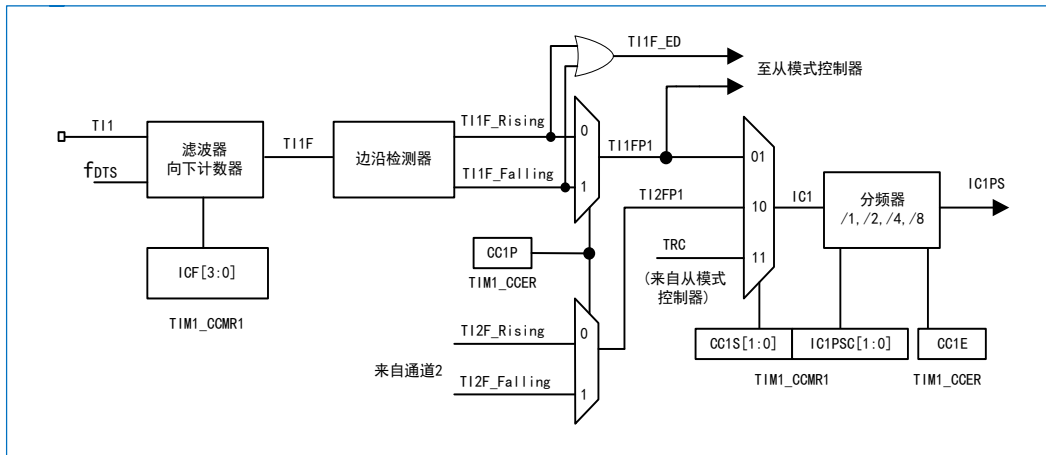 TI1F_ED
至从模式控制器
TI1
fDTS
滤波器
向下计数器
TI1F
边沿检测器
TI1F_Rising
TI1F_Falling
0
1
TI1FP1
TI2FP1
TRC
(来自从模式
控制器)
01
10
11
IC1
分频器
/1,/2,/4,/8
IC1PS
ICF[3:0]
TIM1_CCMR1
CC1P
TIM1_CCER
TI2F_Rising
来自通道2
TI2F_Falling
0
1
CC1S[1:0]
IC1PSC[1:0]
CC1E
TIM1_CCMR1
TIM1_CCER